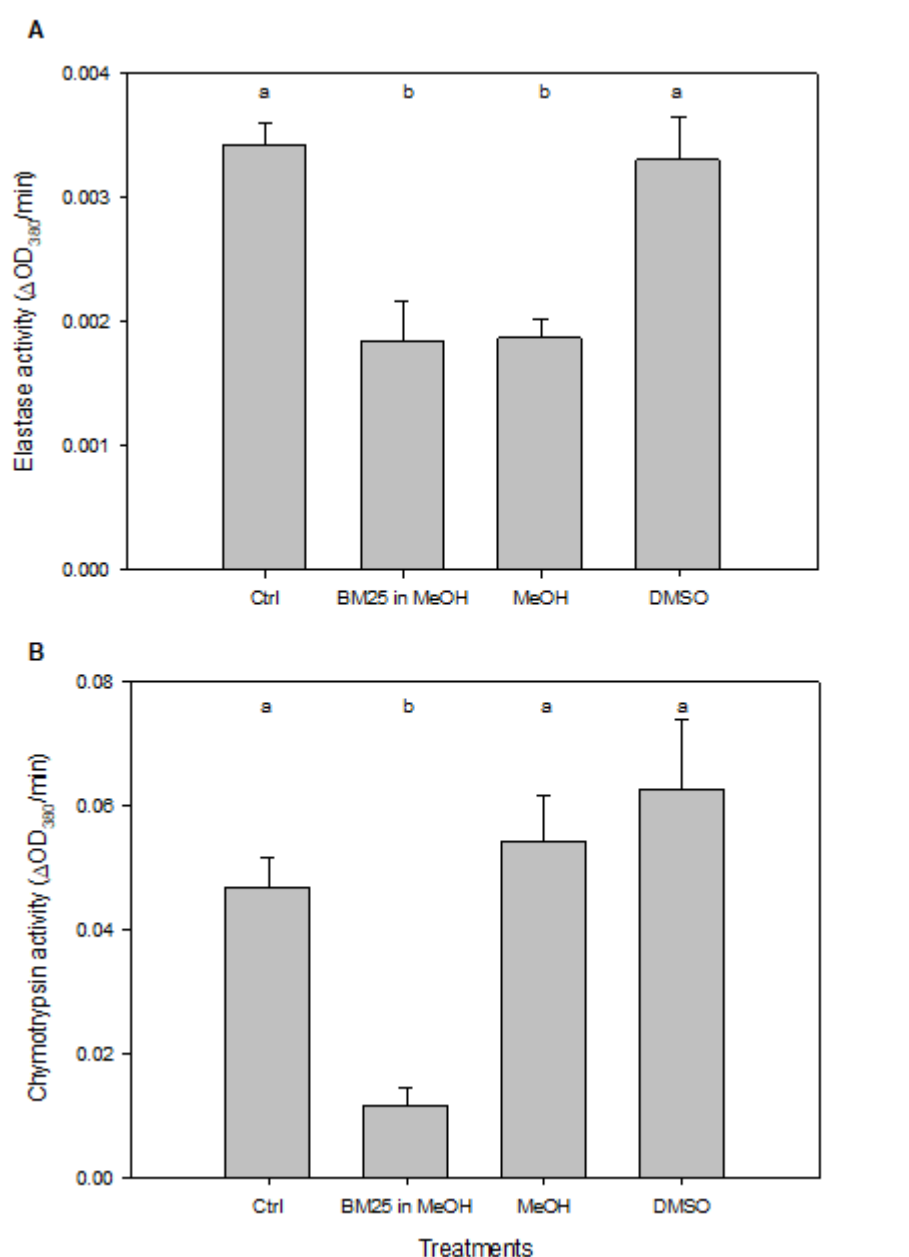 A
0.004
a b b a
0.003
0.002
0.001
0.000
Elastase activity (ΔOD380/min)
Ctrl BM25 in MeOH MeOH DMSO
B
0.08
a b a a
0.06
0.04
0.02
0.00
Chymotrypsin activity (ΔOD380/min)
Ctrl BM25 in MeOH MeOH DMSO
Treatments